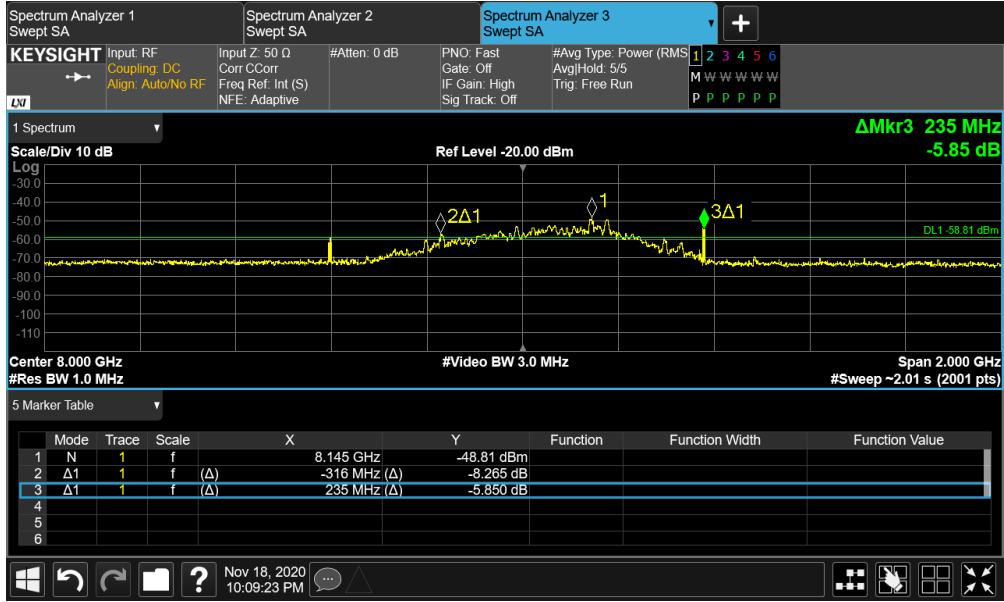 Spectrum Analyzer 1
Swept SA
Spectrum Analyzer 2
Swept SA
Spectrum Analyzer 3
Swept SA
KEYSIGHT
LXI
Input: RF
Coupling: DC
Align: Auto/No RF
Input Z: 50 Ω
Corr CCorr
Freq Ref: Int (S)
NFE: Adaptive
#Atten: 0 dB
PNO: Fast
Gate: Off
IF Gain: High
Sig Track: Off
#Avg Type: Power (RMS
Avg|Hold: 5/5
Trig: Free Run
1 2 3 4 5 6
M W W W W W
P P P P P P
1 Spectrum
ΔMkr3 235 MHz
-5.85 dB
Scale/Div 10 dB
Ref Level -20.00 dBm
Log
-30.0
-40.0
-50.0
-60.0
-70.0
-80.0
-90.0
-100
-110
2Δ1
1
3Δ1
DL1 -58.81 dBm
Center 8.000 GHz
#Video BW 3.0 MHz
Span 2.000 GHz
#Res BW 1.0 MHz
#Sweep ~2.01 s (2001 pts)
5 Marker Table
Mode Trace Scale X Y Function Function Width Function Value
1 N 1 f 8.145 GHz -48.81 dBm
2 Δ1 1 f (Δ) -316 MHz (Δ) -8.265 dB
3 Δ1 1 f (Δ) 235 MHz (Δ) -5.850 dB
4
5
6
?
Nov 18, 2020
10:09:23 PM